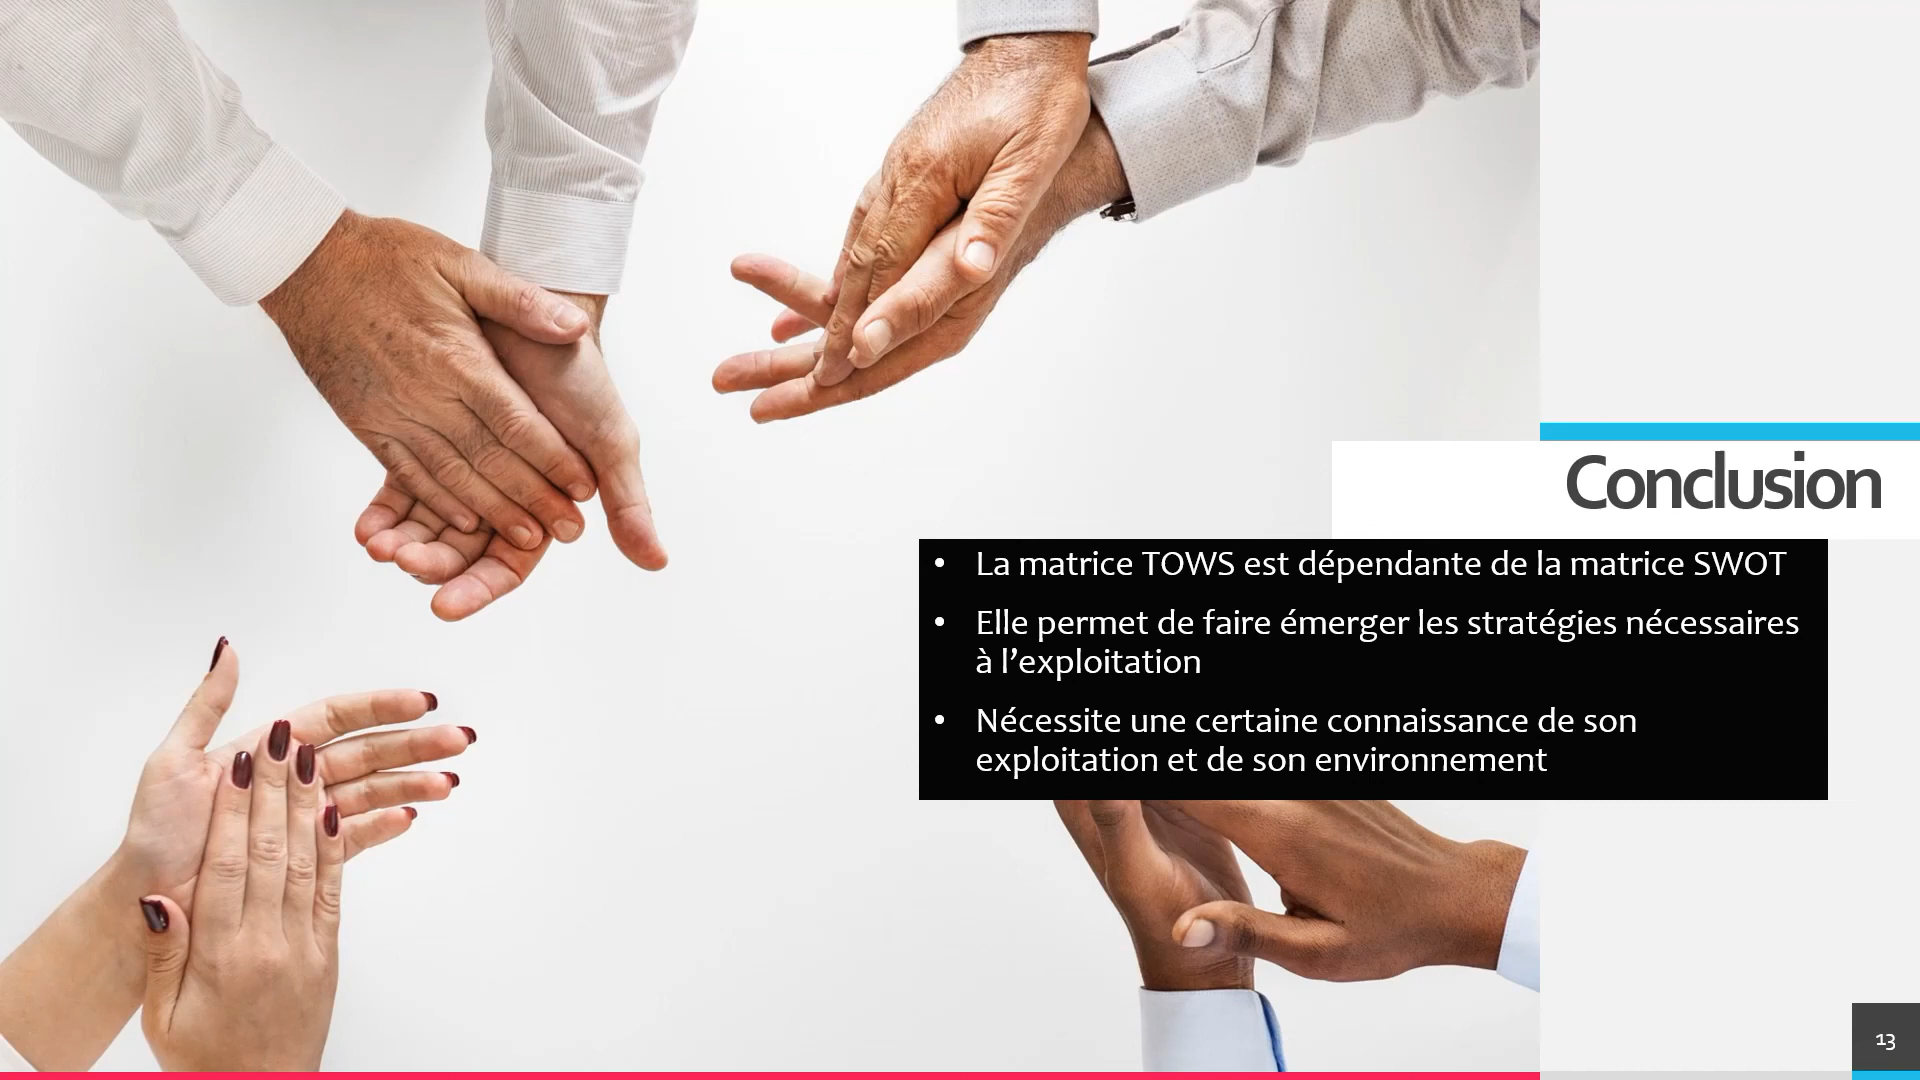 Conclusion
• La matrice TOWS est dépendante de la matrice SWOT
• Elle permet de faire émerger les stratégies nécessaires
à l’exploitation
• Nécessite une certaine connaissance de son
exploitation et de son environnement
13